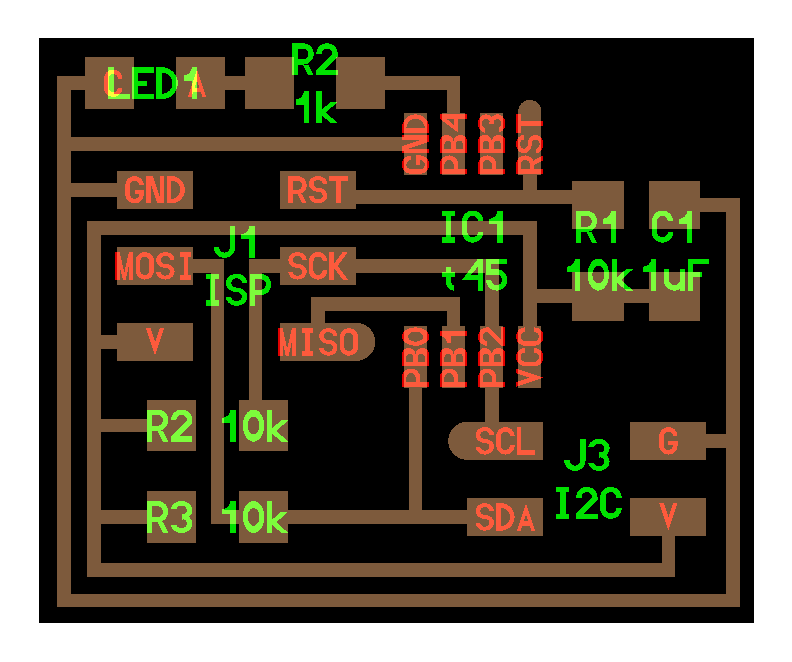 C LED1 A
R2
1k
GND PB4 PB3 RST
GND RST
IC1 R1 C1
J1
MOSI SCK t45 10k 1uF
ISP
V MISO PB0 PB1 PB2 VCC
R2 10k SCL G
J3
I2C
R3 10k SDA V